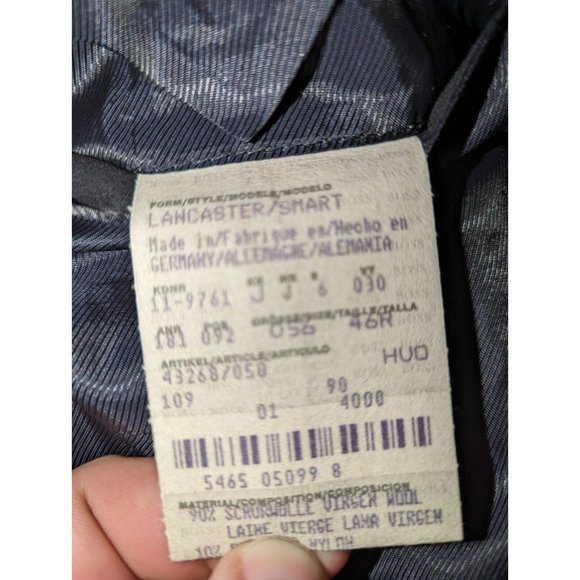 FORM/STYLE/MODELE/MODELO
LANCASTER/SMART
Made in/Fabrique en/Hecho en
GERMANY/ALLEMAGNE/ALEMANIA
KDNR VT
11-9761 J J 6 030
ANR GRÖSSE/SIZE/TAILLE/TALLA
181 092 056 46R
ARTIKEL/ARTICLE/ARTICULO
43268/050 HUO
109 90
01 4000
5465 05099 8
MATERIAL/COMPOSITION/COMPOSICION
90% SCHURWOLLE VIRGEN WOOL
LAINE VIERGE LANA VIRGEN
10% NYLON